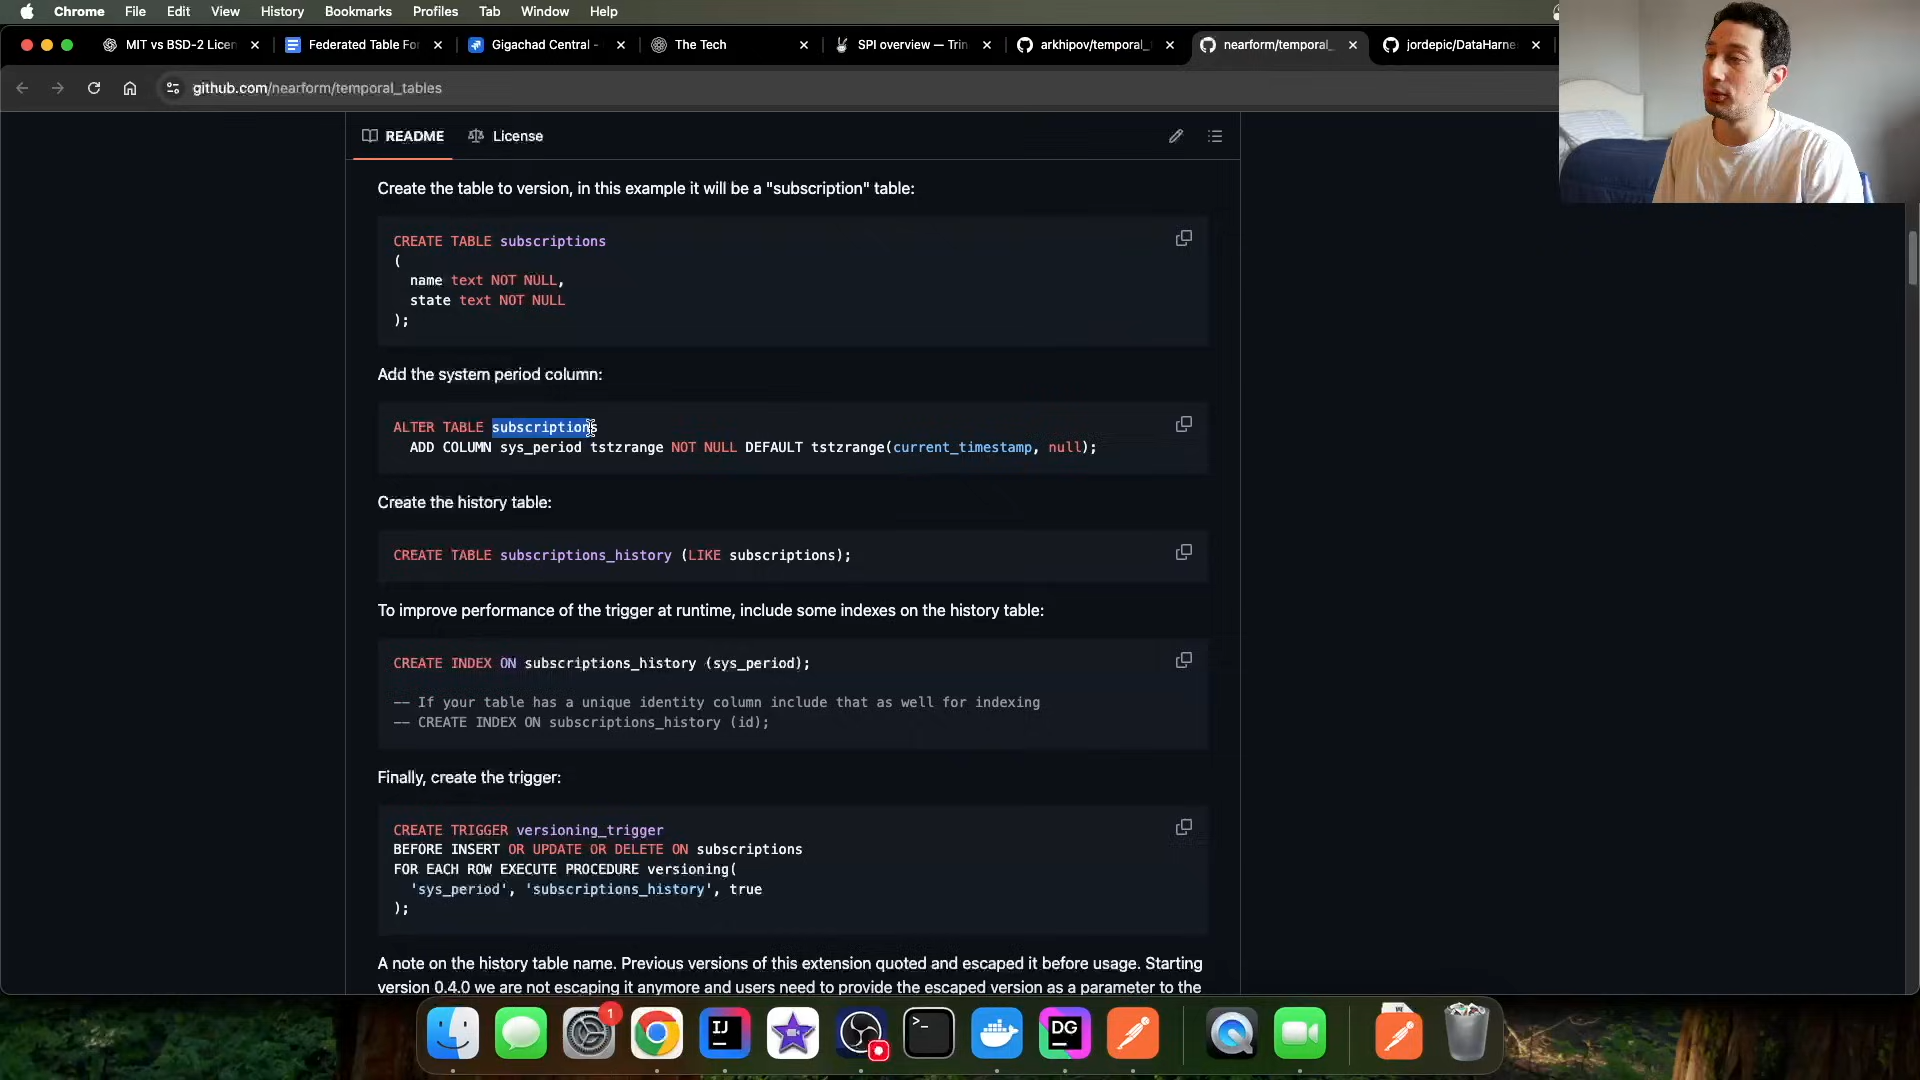 Chrome File Edit View History Bookmarks Profiles Tab Window Help
MIT vs BSD-2 Licen
Federated Table For
Gigachad Central -
The Tech
SPI overview — Trin
arkhipov/temporal_
nearform/temporal_
jordepic/DataHarne
github.com/nearform/temporal_tables
README License
Create the table to version, in this example it will be a "subscription" table:
CREATE TABLE subscriptions
(
name text NOT NULL,
state text NOT NULL
);
Add the system period column:
ALTER TABLE subscriptions
ADD COLUMN sys_period tstzrange NOT NULL DEFAULT tstzrange(current_timestamp, null);
Create the history table:
CREATE TABLE subscriptions_history (LIKE subscriptions);
To improve performance of the trigger at runtime, include some indexes on the history table:
CREATE INDEX ON subscriptions_history (sys_period);
-- If your table has a unique identity column include that as well for indexing
-- CREATE INDEX ON subscriptions_history (id);
Finally, create the trigger:
CREATE TRIGGER versioning_trigger
BEFORE INSERT OR UPDATE OR DELETE ON subscriptions
FOR EACH ROW EXECUTE PROCEDURE versioning(
'sys_period', 'subscriptions_history', true
);
A note on the history table name. Previous versions of this extension quoted and escaped it before usage. Starting
version 0.4.0 we are not escaping it anymore and users need to provide the escaped version as a parameter to the
1
IJ
>_
DG
W